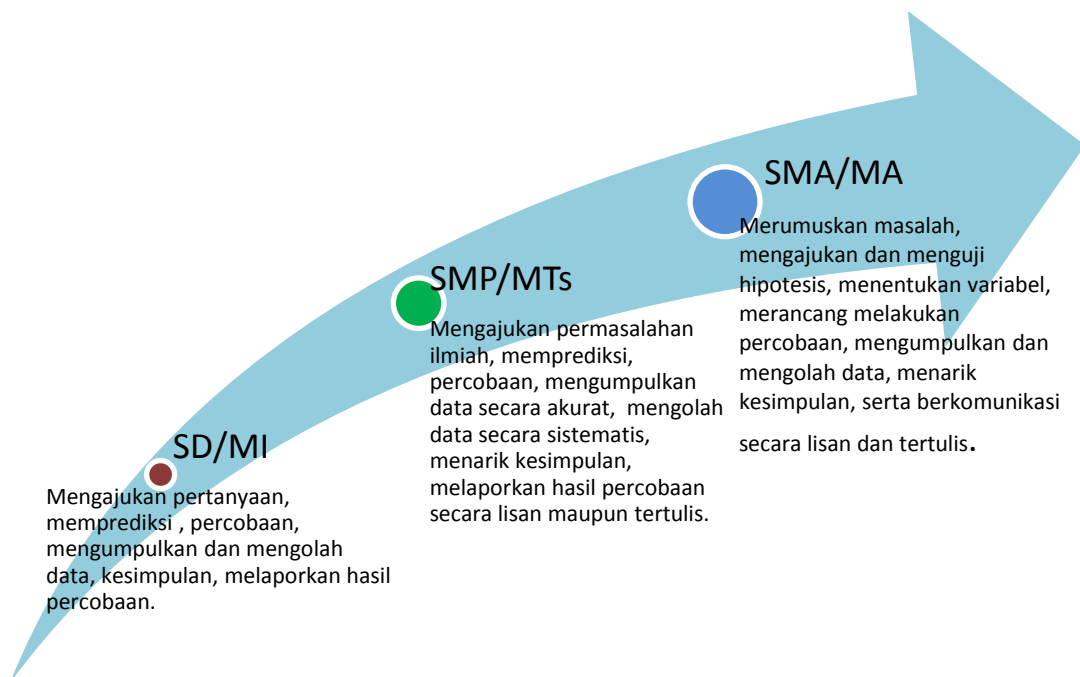 SD/MI
Mengajukan pertanyaan,
memprediksi , percobaan,
mengumpulkan dan mengolah
data, kesimpulan, melaporkan hasil
percobaan.
SMP/MTs
Mengajukan permasalahan
ilmiah, memprediksi,
percobaan, mengumpulkan
data secara akurat,  mengolah
data secara sistematis,
menarik kesimpulan,
melaporkan hasil percobaan
secara lisan maupun tertulis.
SMA/MA
Merumuskan masalah,
mengajukan dan menguji
hipotesis, menentukan variabel,
merancang melakukan
percobaan, mengumpulkan dan
mengolah data, menarik
kesimpulan, serta berkomunikasi
secara lisan dan tertulis.